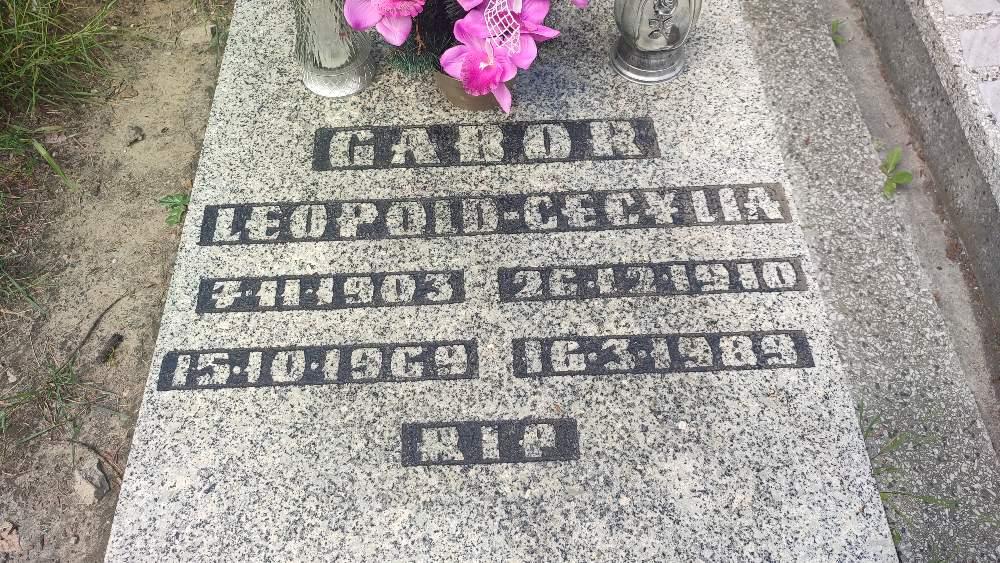 GABOR
LEOPOLD-CECYLIA
7·11·1903 26·12·1910
15·10·1969 16·3·1989
RIP